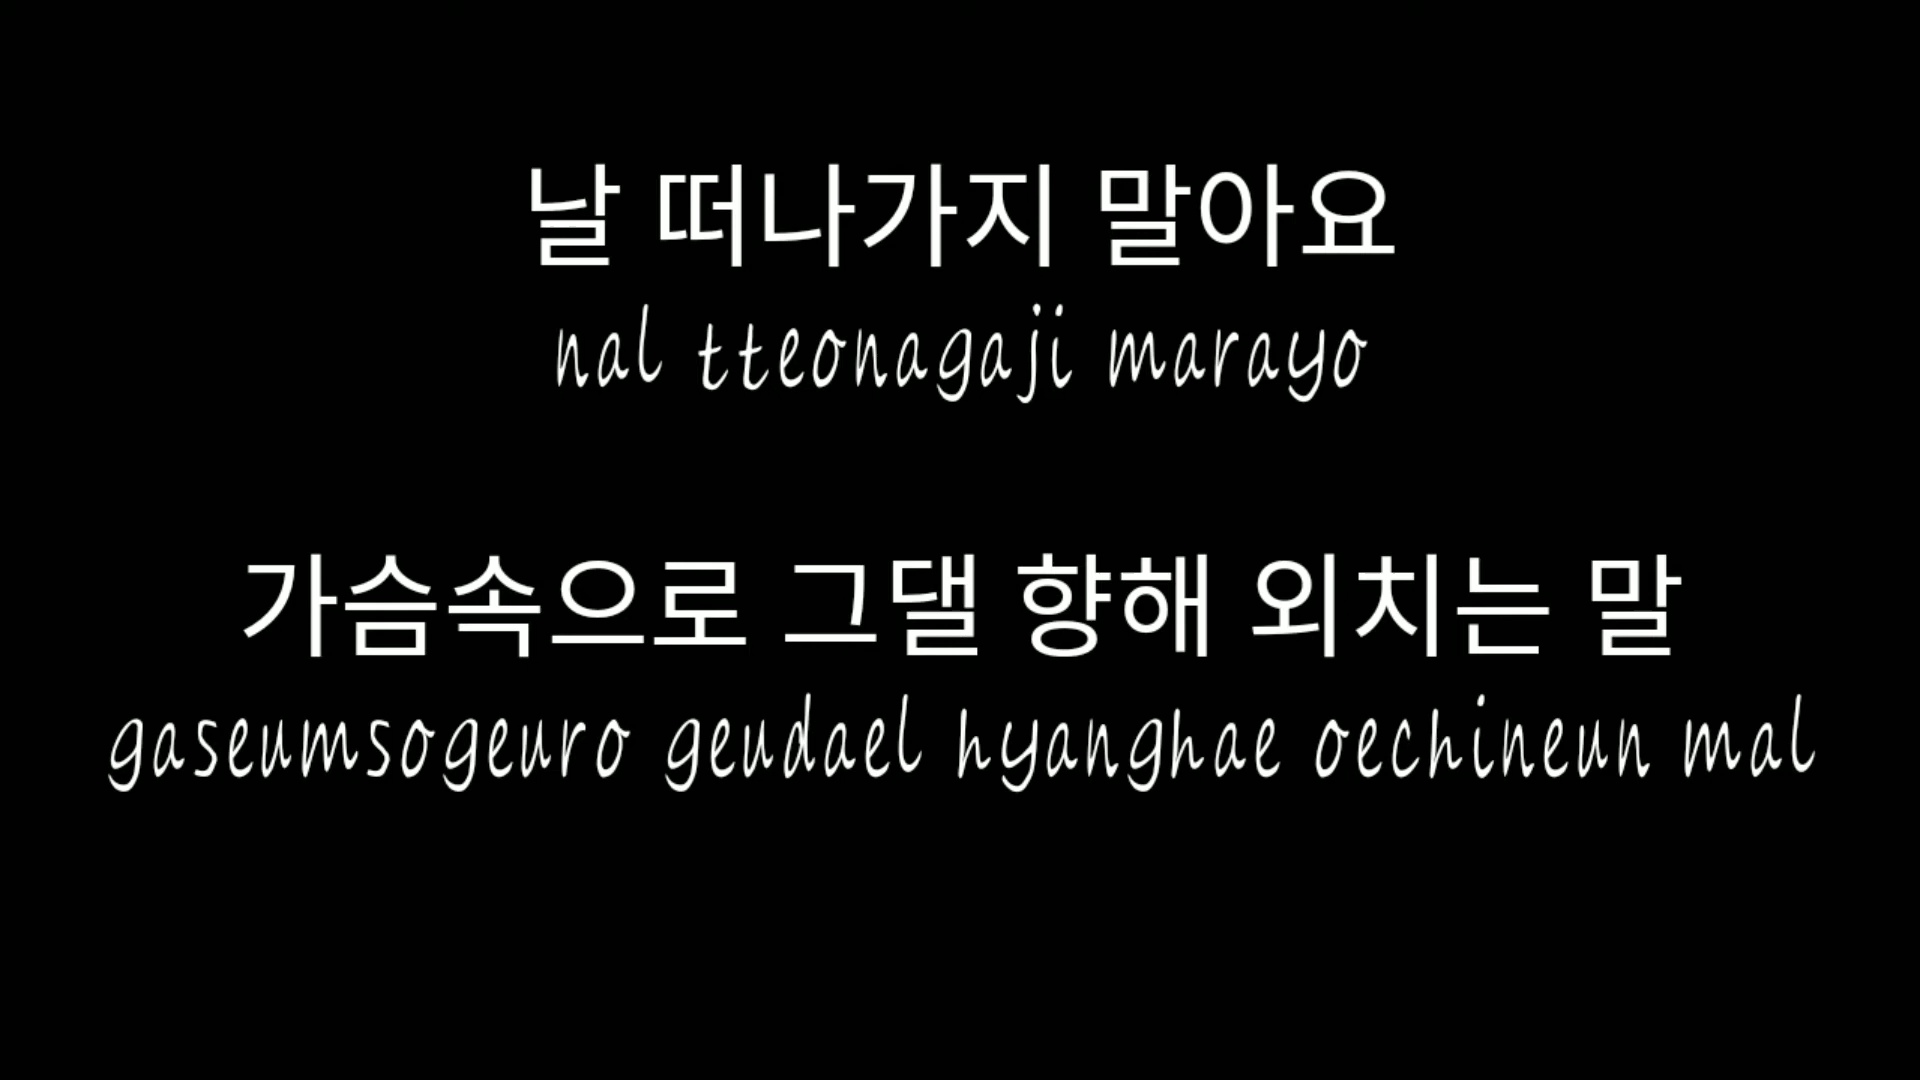 날 떠나가지 말아요
nal tteonagaji marayo
가슴속으로 그댈 향해 외치는 말
gaseumsogeuro geudael hyanghae oechineun mal